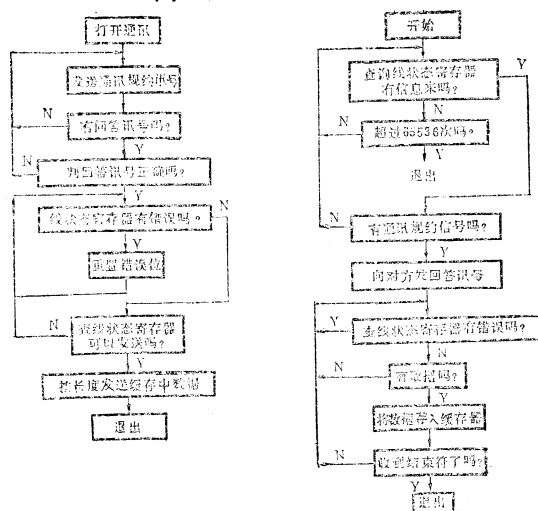 打开通讯
发送通讯规约讯号
N
有回答讯号吗?
Y
N
判回答讯号正确吗?
Y
线状态寄存器有错误吗?
N
Y
重置错误位
N
查线状态寄存器
可以发送吗?
Y
按长度发送缓存中数据
退出
开始
查询线状态寄存器
有信息来吗?
Y
N
超过65536次吗?
Y
退出
N
有通讯规约信号吗?
Y
向对方发回答讯号
Y
查线状态寄存器有错误吗?
N
N
有数据吗?
Y
将数据存入缓存器
N
收到结束符了吗?
Y
退出